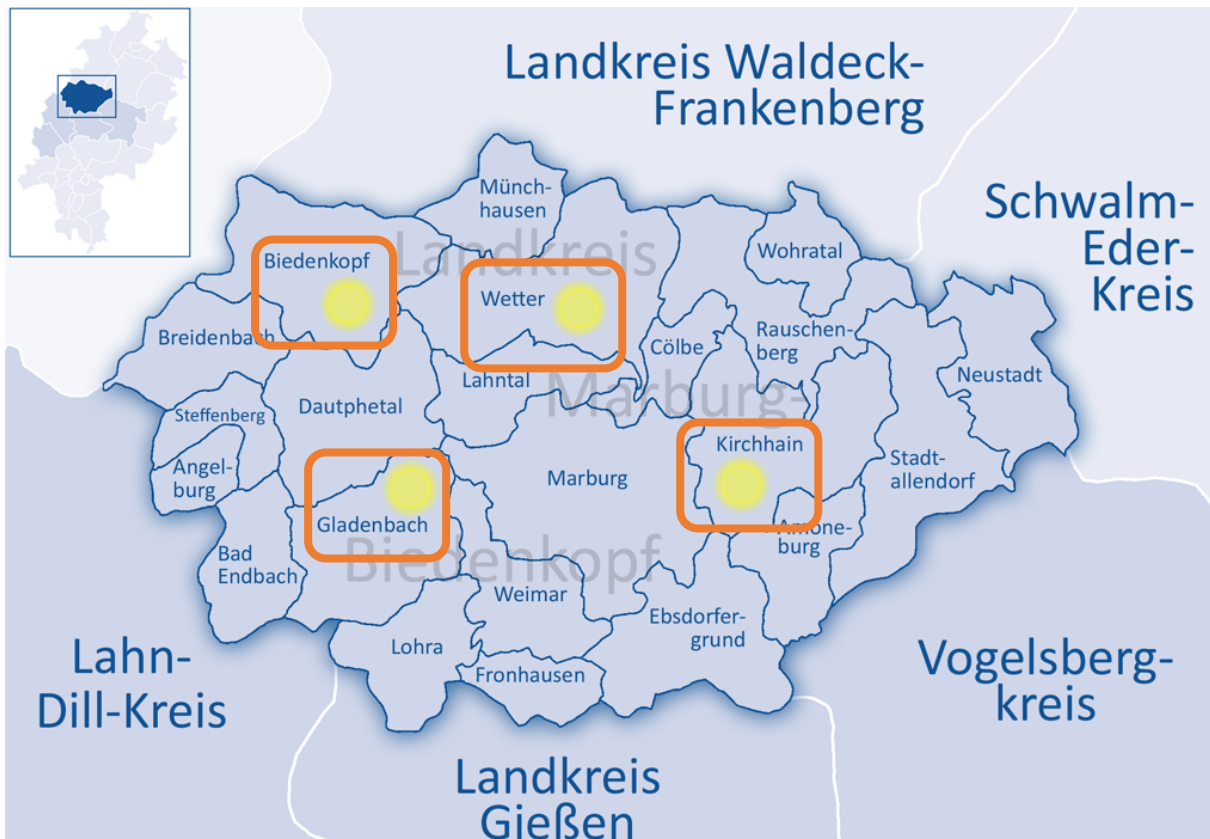 Landkreis Waldeck-
Frankenberg
Schwalm-
Eder-
Kreis
Münch-
hausen
Landkreis
Wohratal
Biedenkopf
Wetter
Breidenbach
Rauschen-
berg
Cölbe
Lahntal
Neustadt
Marburg-
Dautphetal
Steffenberg
Kirchhain
Angel-
burg
Marburg
Stadt-
allendorf
Gladenbach
Amöne-
burg
Bad
Endbach
Biedenkopf
Weimar
Ebsdorfer-
grund
Lohra
Fronhausen
Lahn-
Dill-Kreis
Vogelsberg-
kreis
Landkreis
Gießen